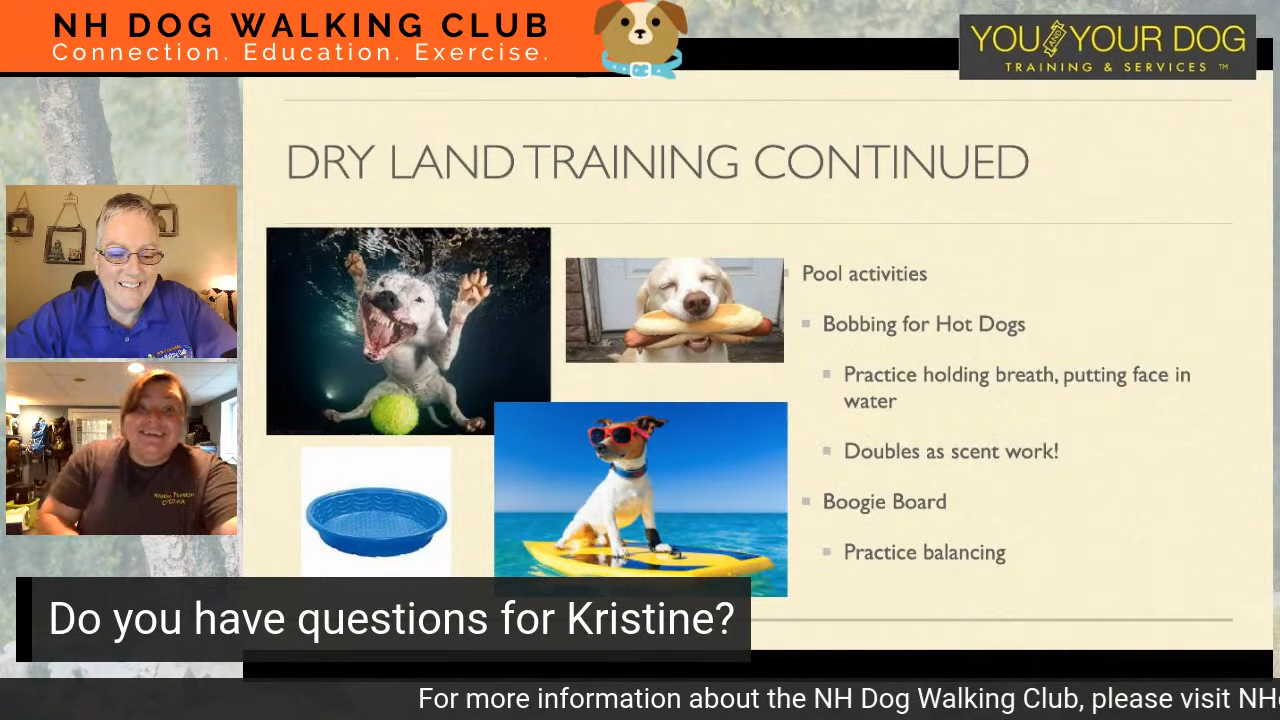 NH DOG WALKING CLUB
Connection. Education. Exercise.
YOU AND YOUR DOG
TRAINING & SERVICES ™
DRY LAND TRAINING CONTINUED
Pool activities
Bobbing for Hot Dogs
Practice holding breath, putting face in
water
Doubles as scent work!
Boogie Board
Practice balancing
Do you have questions for Kristine?
For more information about the NH Dog Walking Club, please visit NH